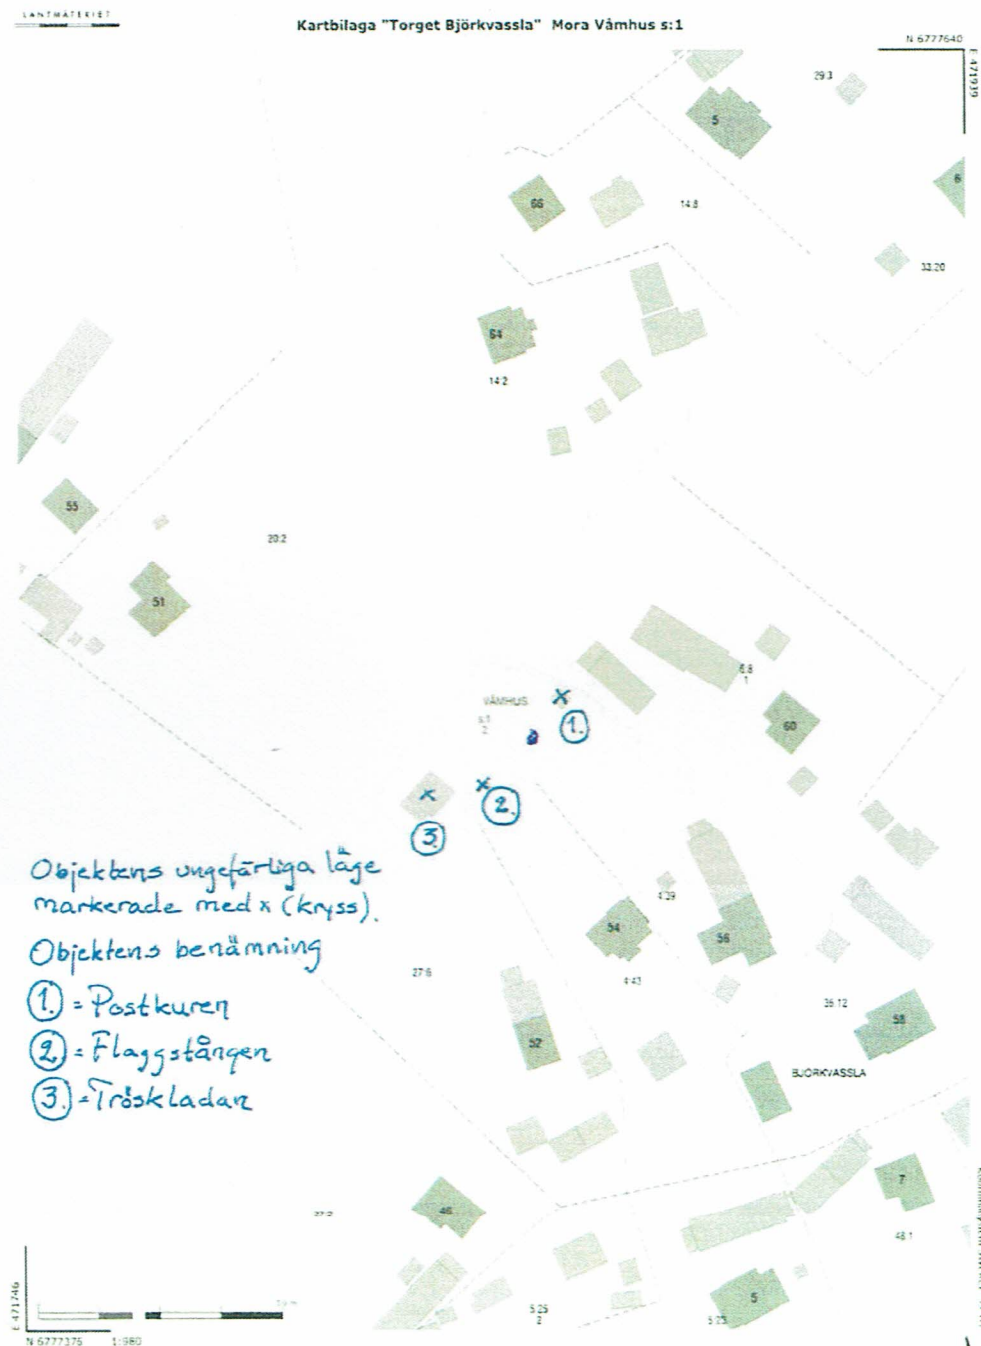 LANTMÄTERIET
Kartbilaga "Torget Björkvassla" Mora Våmhus s:1
N 6777640
E 471939
29:3
5
6
66
14:8
33:20
64
14:2
55
20:2
51
6:8
1
VÅMHUS
s:1
2
x
1.
60
x
2.
x
3.
Objektens ungefärliga läge
markerade med x (kryss).
Objektens benämning
1. = Postkuren
2. = Flaggstången
3. = Tröskladan
4:39
54
56
27:6
4:43
36:12
58
52
BJÖRKVASSLA
7
46
48:1
5
5:25
2
5:23
E 471746
N 6777375
1:980